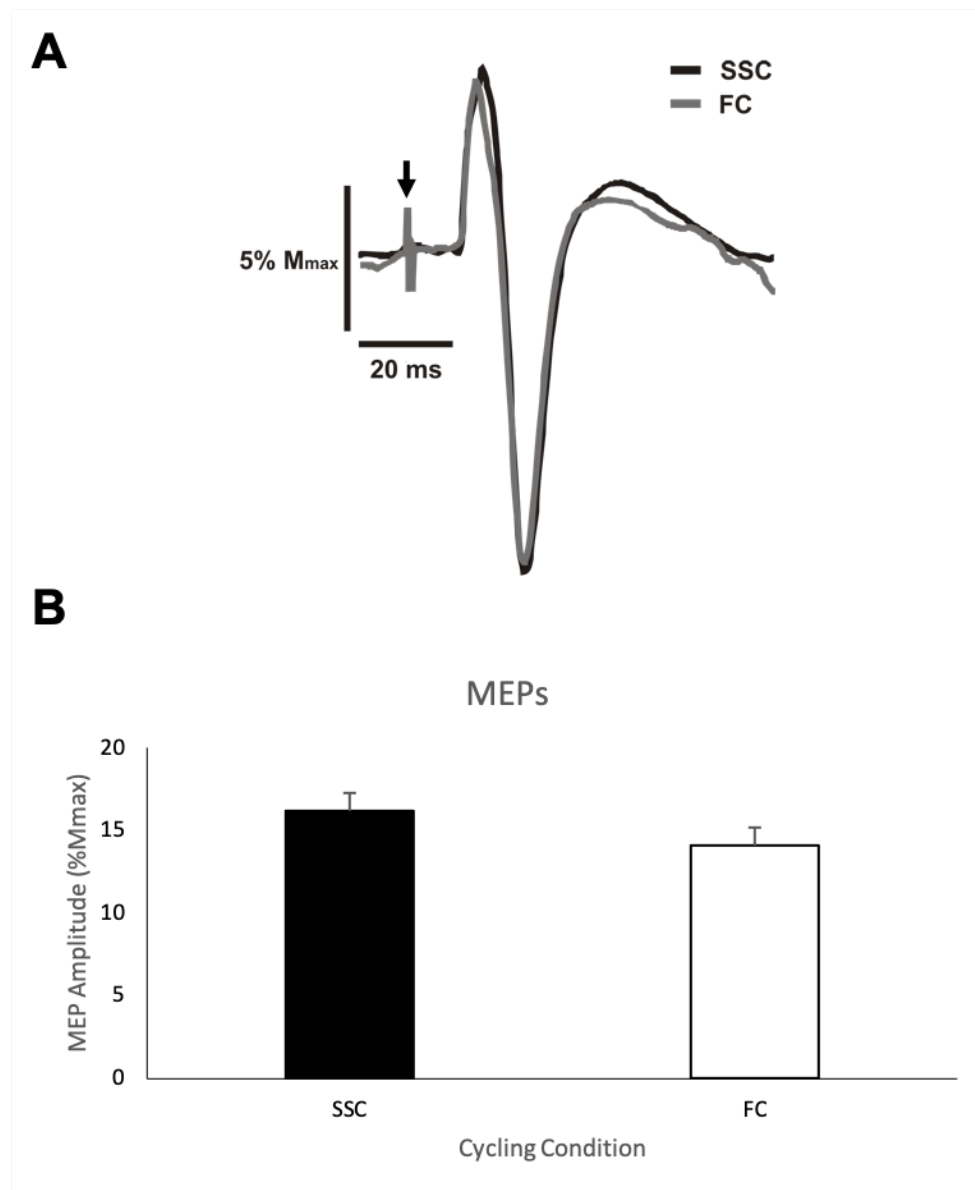 A
SSC
FC
5% Mmax
20 ms
B
MEPs
20
15
10
5
0
MEP Amplitude (%Mmax)
SSC
FC
Cycling Condition